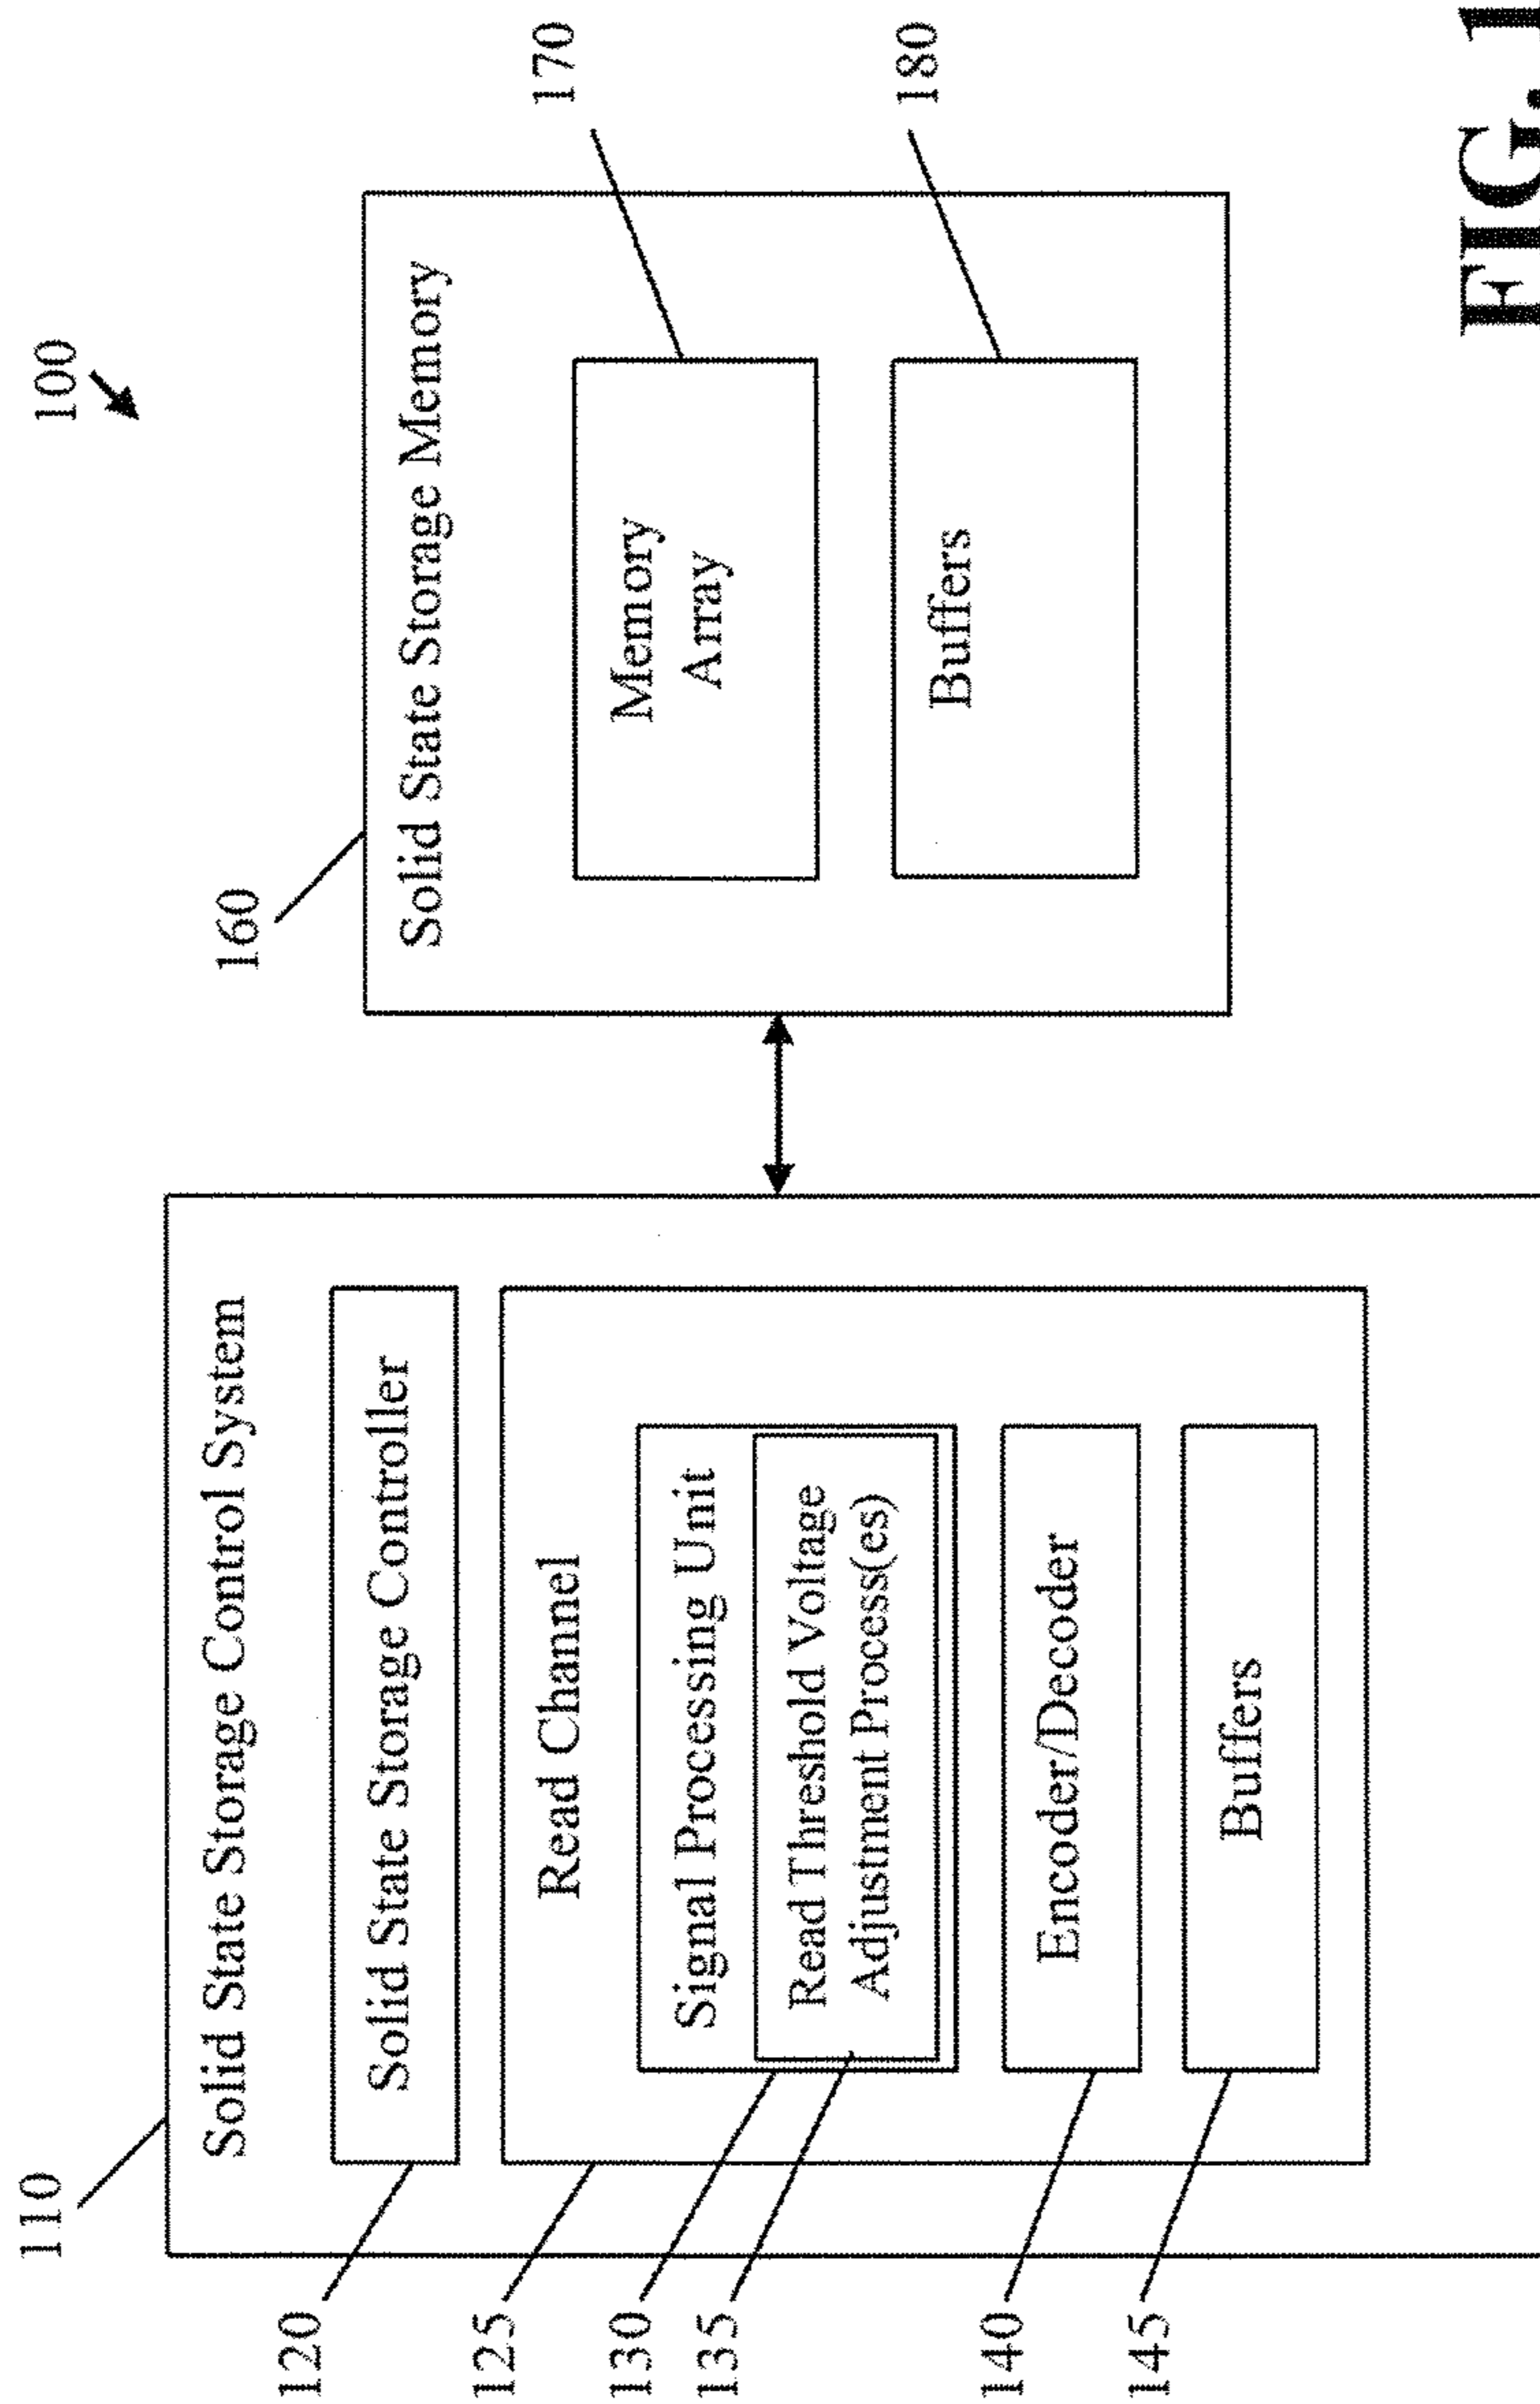 100
110
Solid State Storage Control System
120
Solid State Storage Controller
125
Read Channel
130
Signal Processing Unit
135
Read Threshold Voltage
Adjustment Process(es)
140
Encoder/Decoder
145
Buffers
160
Solid State Storage Memory
170
Memory
Array
180
Buffers
FIG. 1